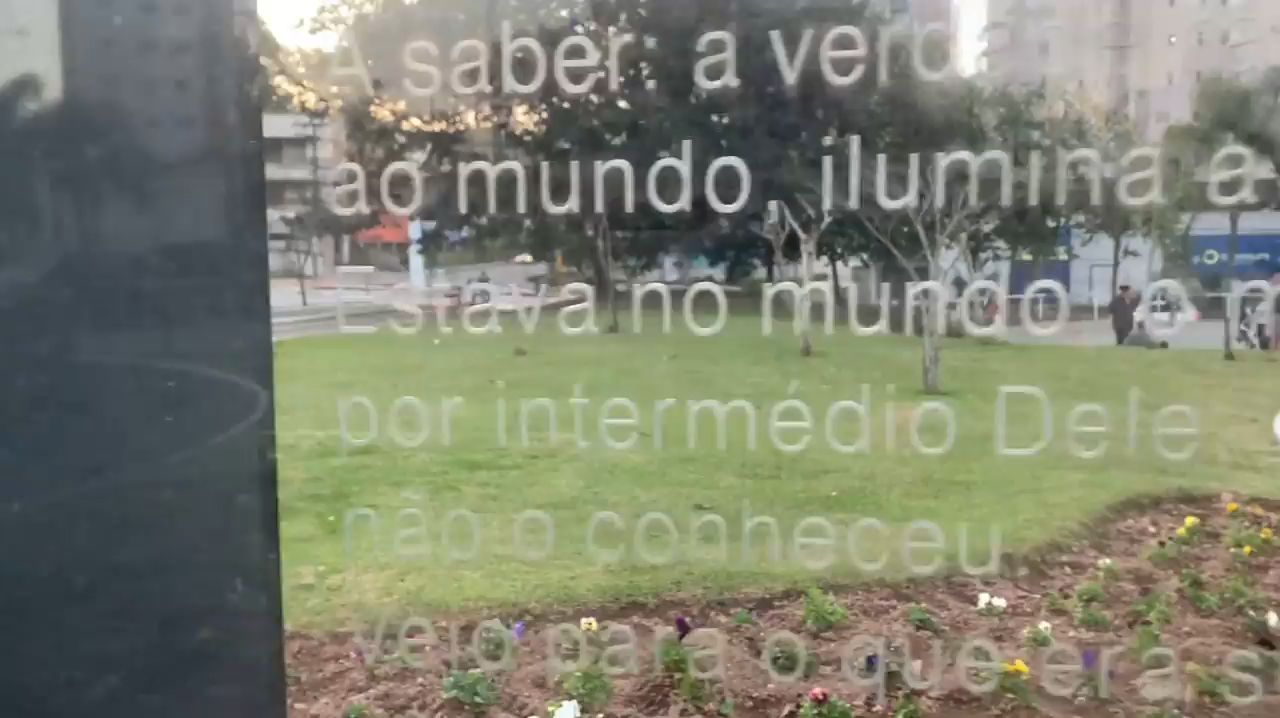 A saber: a verd
ao mundo, ilumina a
Estava no mundo, o m
por intermédio Dele
não o conheceu.
veio para o que era s